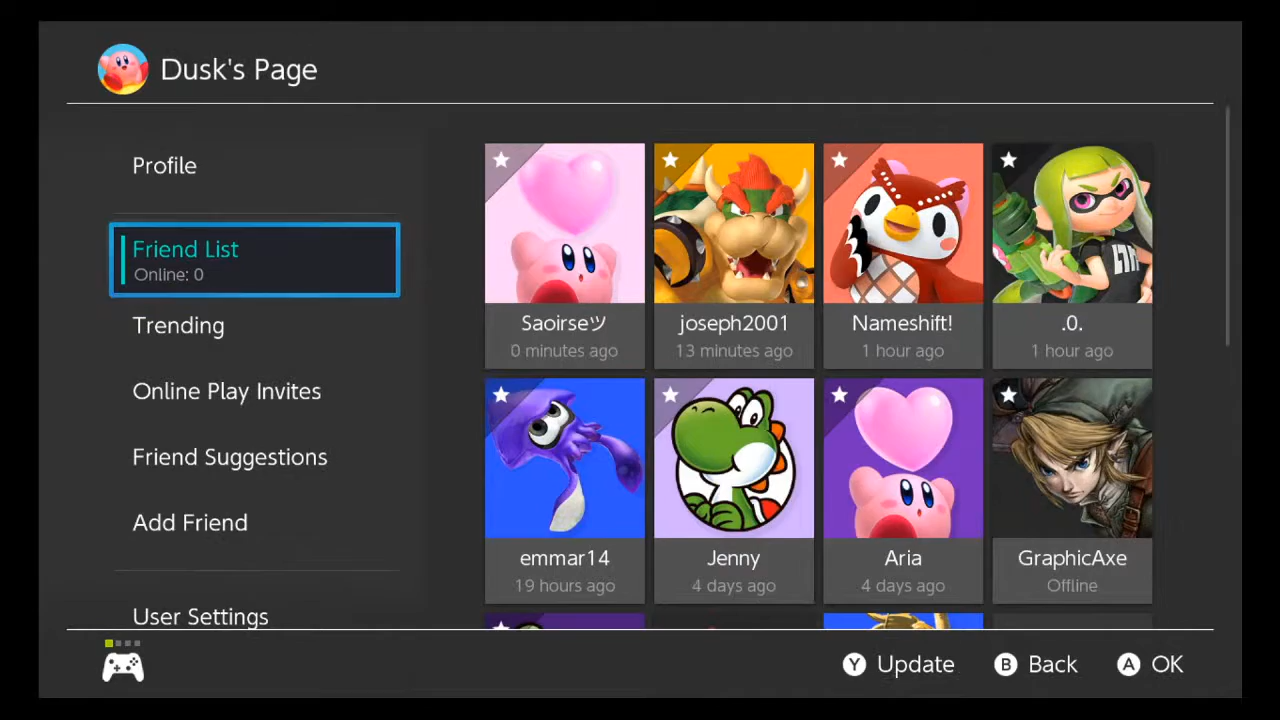 Dusk's Page
Profile
Friend List
Online: 0
Trending
Online Play Invites
Friend Suggestions
Add Friend
User Settings
Saoirseツ
0 minutes ago
joseph2001
13 minutes ago
Nameshift!
1 hour ago
.0.
1 hour ago
emmar14
19 hours ago
Jenny
4 days ago
Aria
4 days ago
GraphicAxe
Offline
Y Update
B Back
A OK